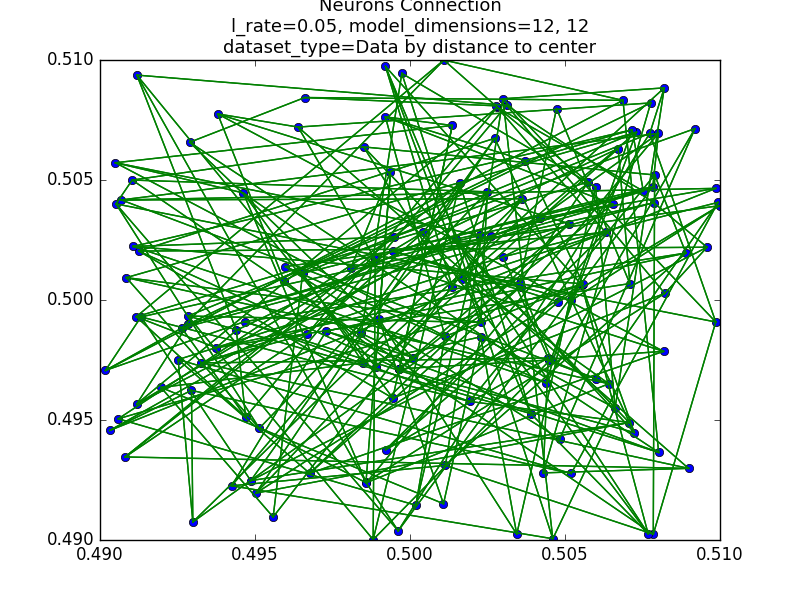 Neurons Connection
l_rate=0.05, model_dimensions=12, 12
dataset_type=Data by distance to center
0.510
0.505
0.500
0.495
0.490
0.490 0.495 0.500 0.505 0.510